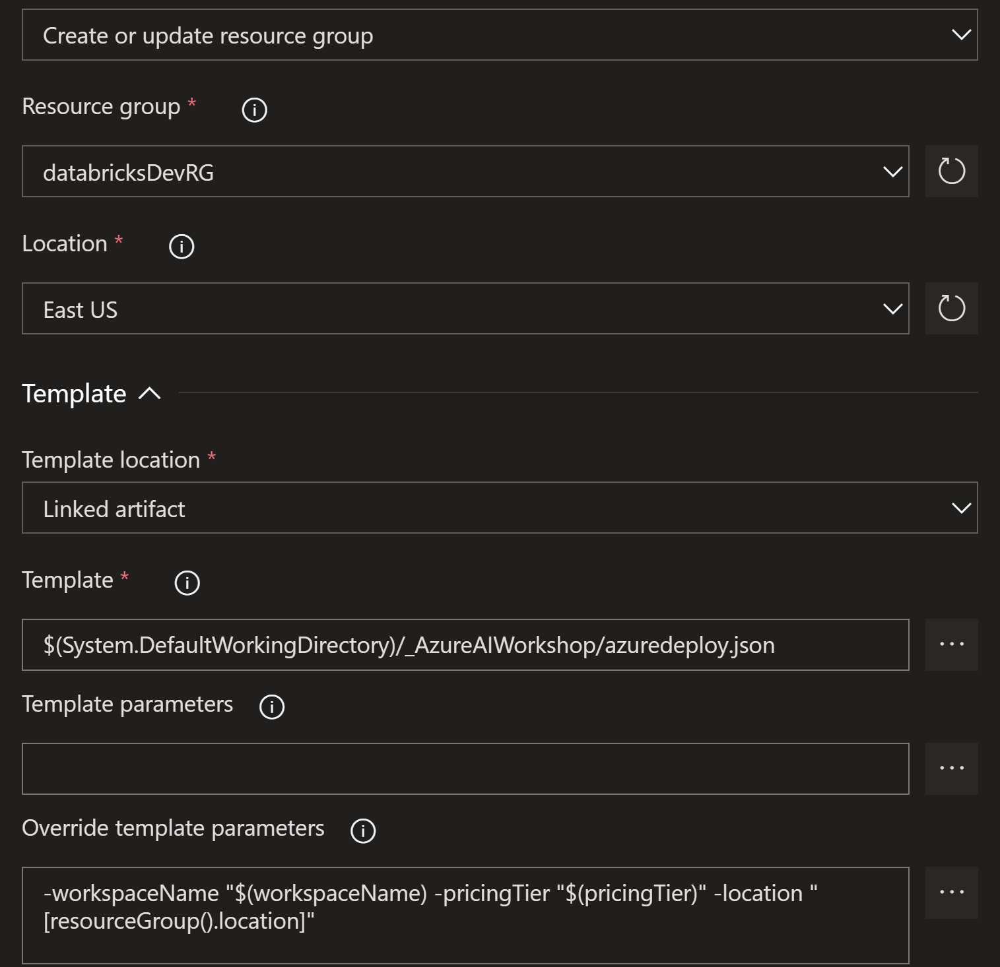 Create or update resource group
Resource group *
databricksDevRG
Location *
East US
Template
Template location *
Linked artifact
Template *
$(System.DefaultWorkingDirectory)/_AzureAIWorkshop/azuredeploy.json
Template parameters
Override template parameters
-workspaceName "$(workspaceName) -pricingTier "$(pricingTier)" -location "
[resourceGroup().location]"